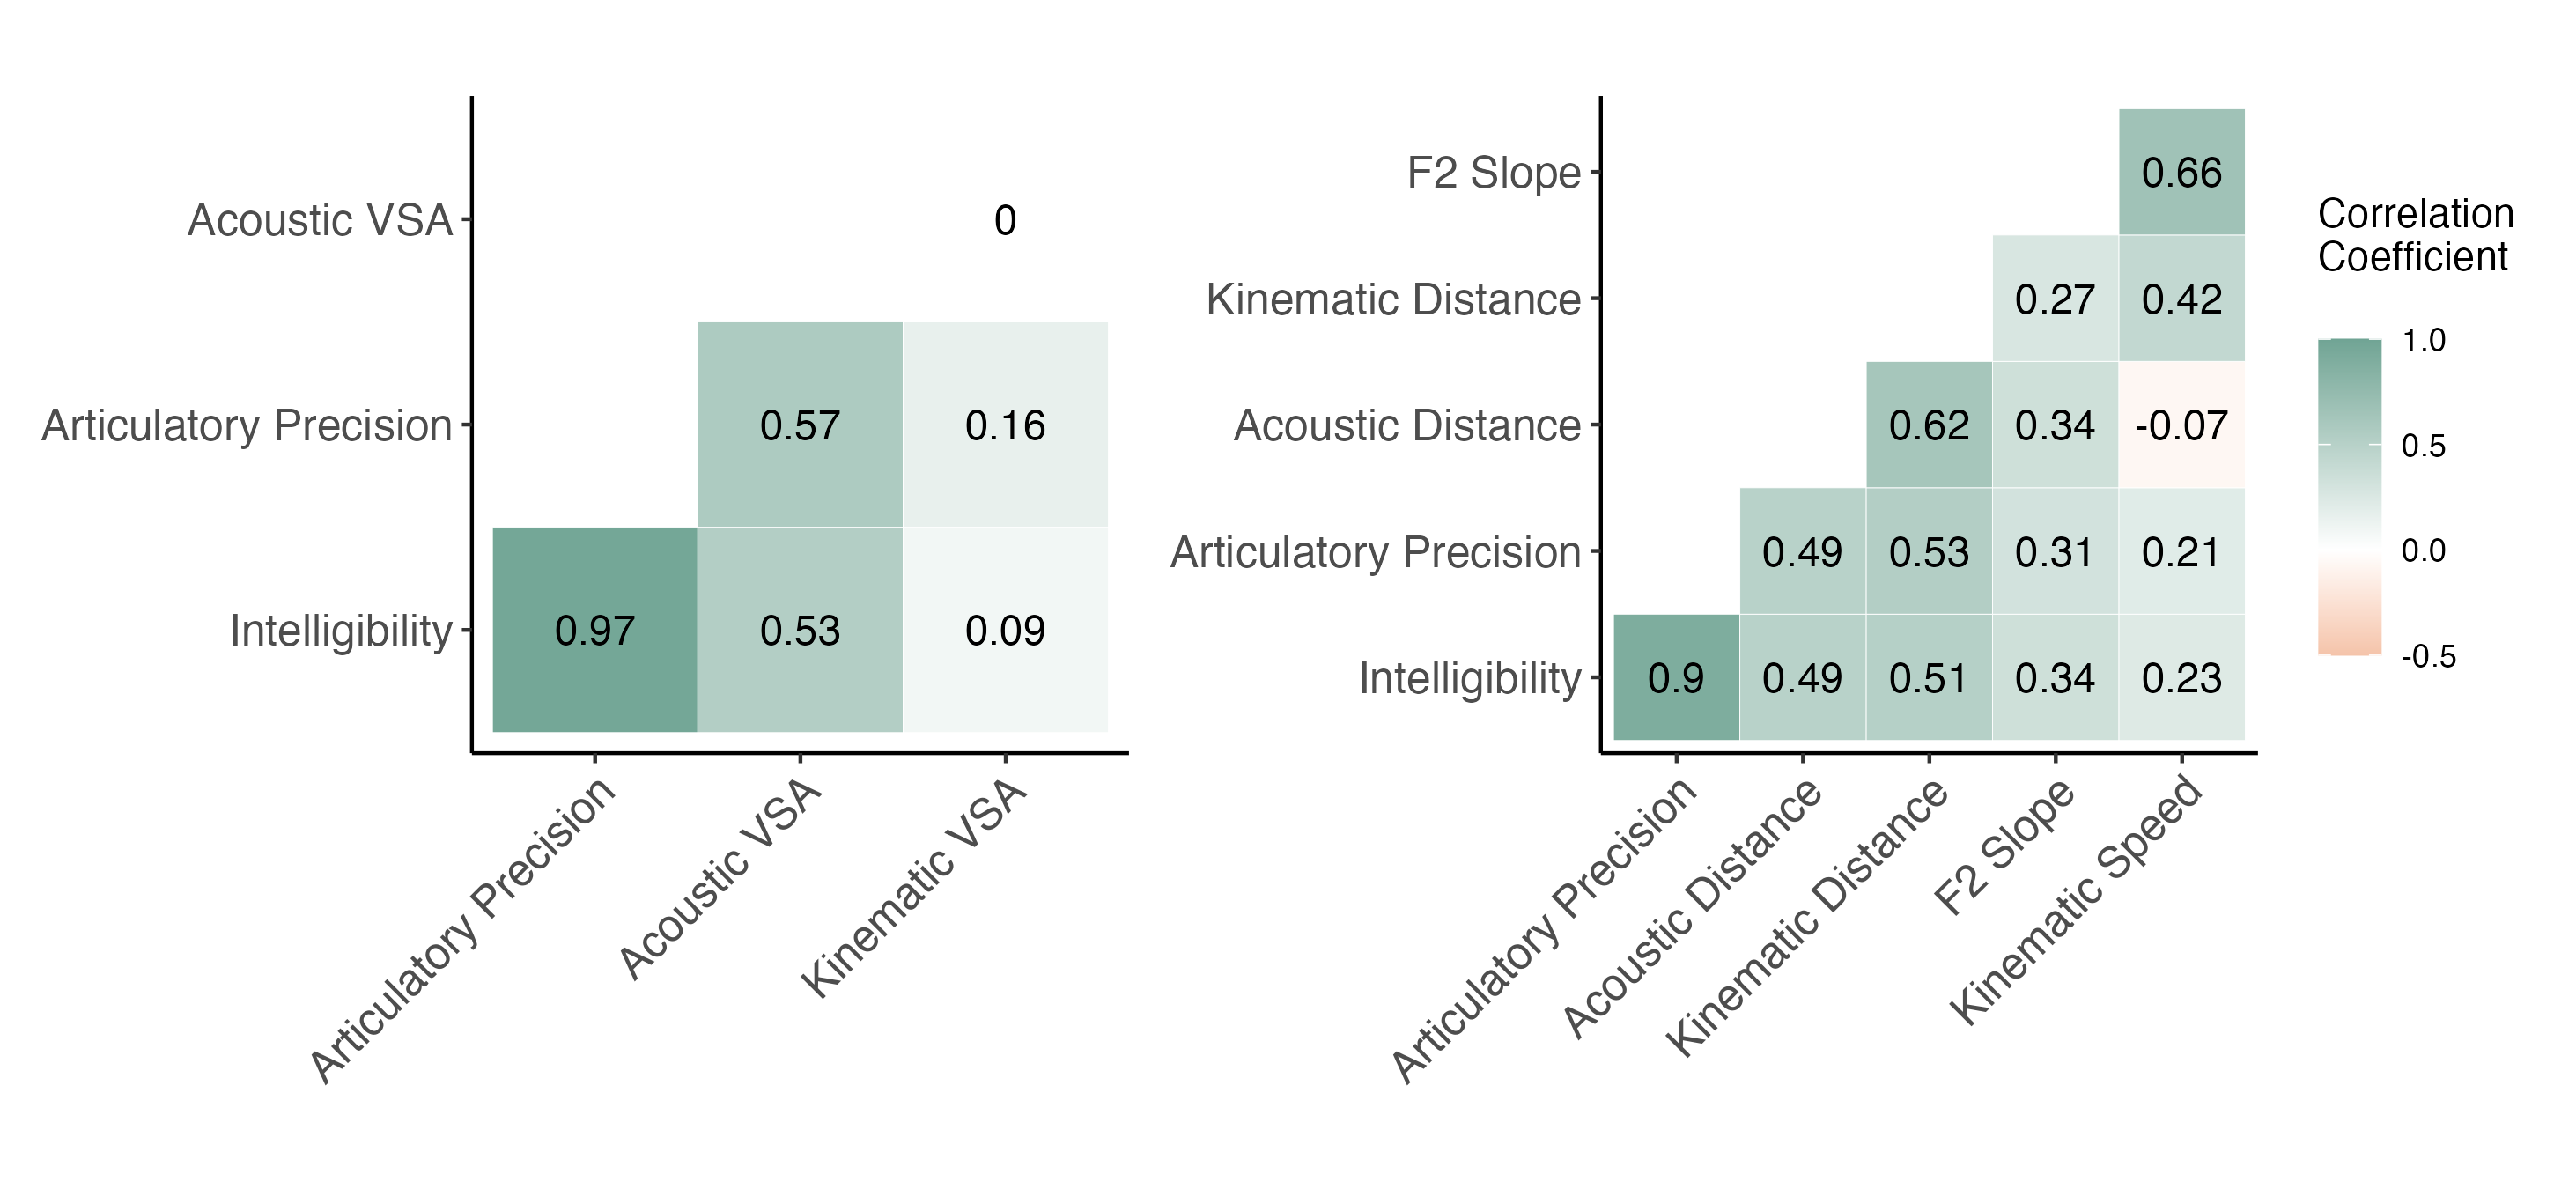 Acoustic VSA
0
Articulatory Precision
0.57 0.16
Intelligibility
0.97 0.53 0.09
Articulatory Precision
Acoustic VSA
Kinematic VSA
F2 Slope
0.66
Kinematic Distance
0.27 0.42
Acoustic Distance
0.62 0.34 -0.07
Articulatory Precision
0.49 0.53 0.31 0.21
Intelligibility
0.9 0.49 0.51 0.34 0.23
Articulatory Precision
Acoustic Distance
Kinematic Distance
F2 Slope
Kinematic Speed
Correlation
Coefficient
1.0
0.5
0.0
-0.5